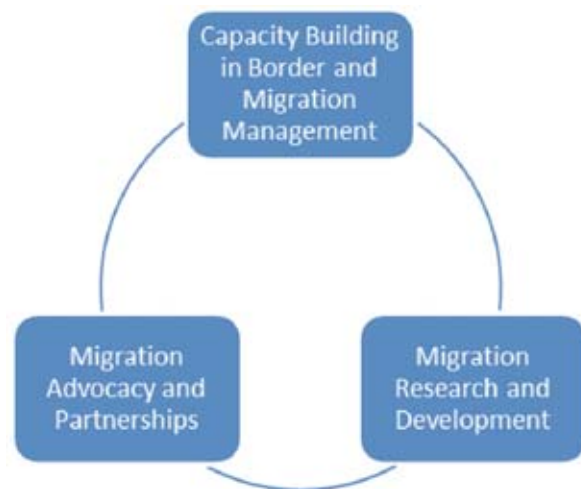 Capacity Building
in Border and
Migration
Management
Migration
Advocacy and
Partnerships
Migration
Research and
Development